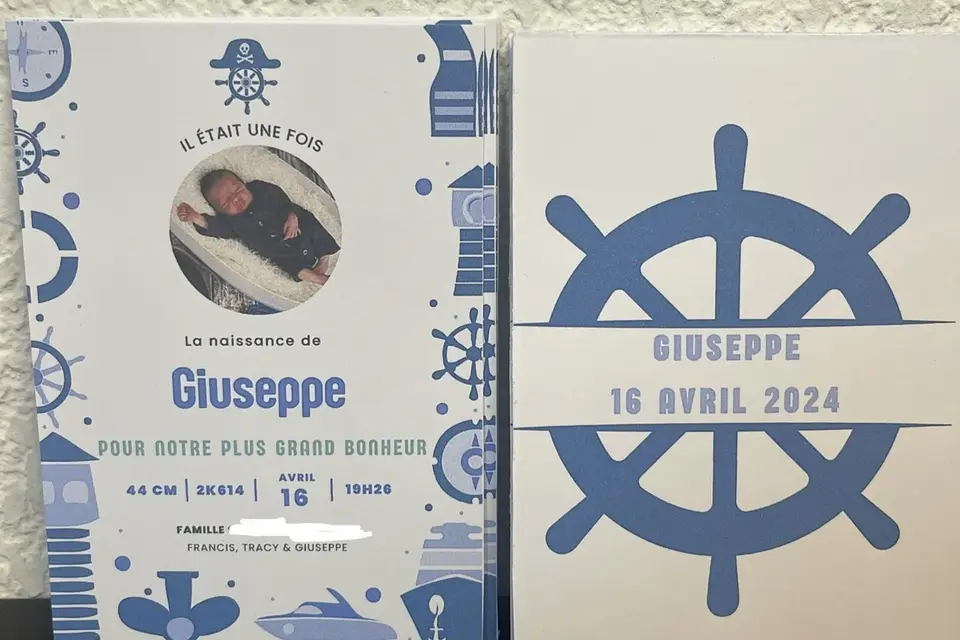 E
S
IL ÉTAIT UNE FOIS
La naissance de
Giuseppe
POUR NOTRE PLUS GRAND BONHEUR
44 CM | 2K614 | AVRIL 16 | 19H26
FAMILLE
FRANCIS, TRACY & GIUSEPPE
GIUSEPPE
16 AVRIL 2024